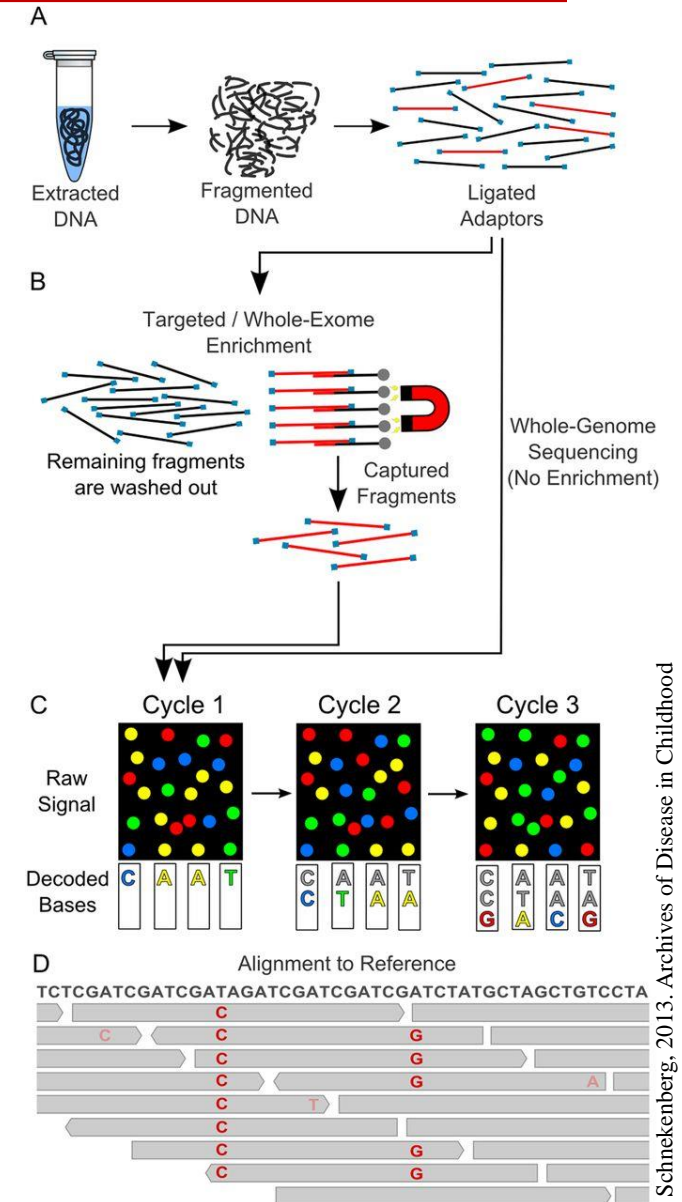 A
Extracted
DNA
Fragmented
DNA
Ligated
Adaptors
B
Targeted / Whole-Exome
Enrichment
Remaining fragments
are washed out
Captured
Fragments
Whole-Genome
Sequencing
(No Enrichment)
C
Cycle 1
Cycle 2
Cycle 3
Raw
Signal
Decoded
Bases
C A A T
C A A T
C T A A
C A A T
C T A A
G A C G
D
Alignment to Reference
TCTCGATCGATCGATAGATCGATCGATCGATCTATGCTAGCTGTCCTA
C
C C G
C G
C G A
C T
C
C G
C G
Schnekenberg, 2013. Archives of Disease in Childhood